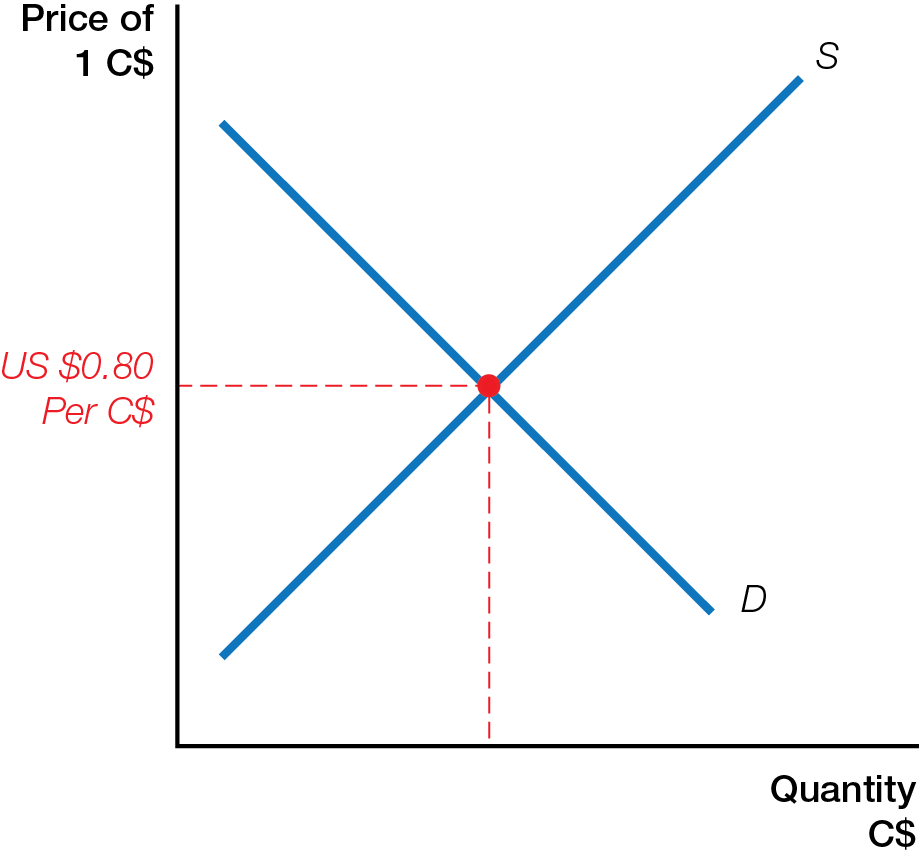 Price of
1 C$
S
US $0.80
Per C$
D
Quantity
C$